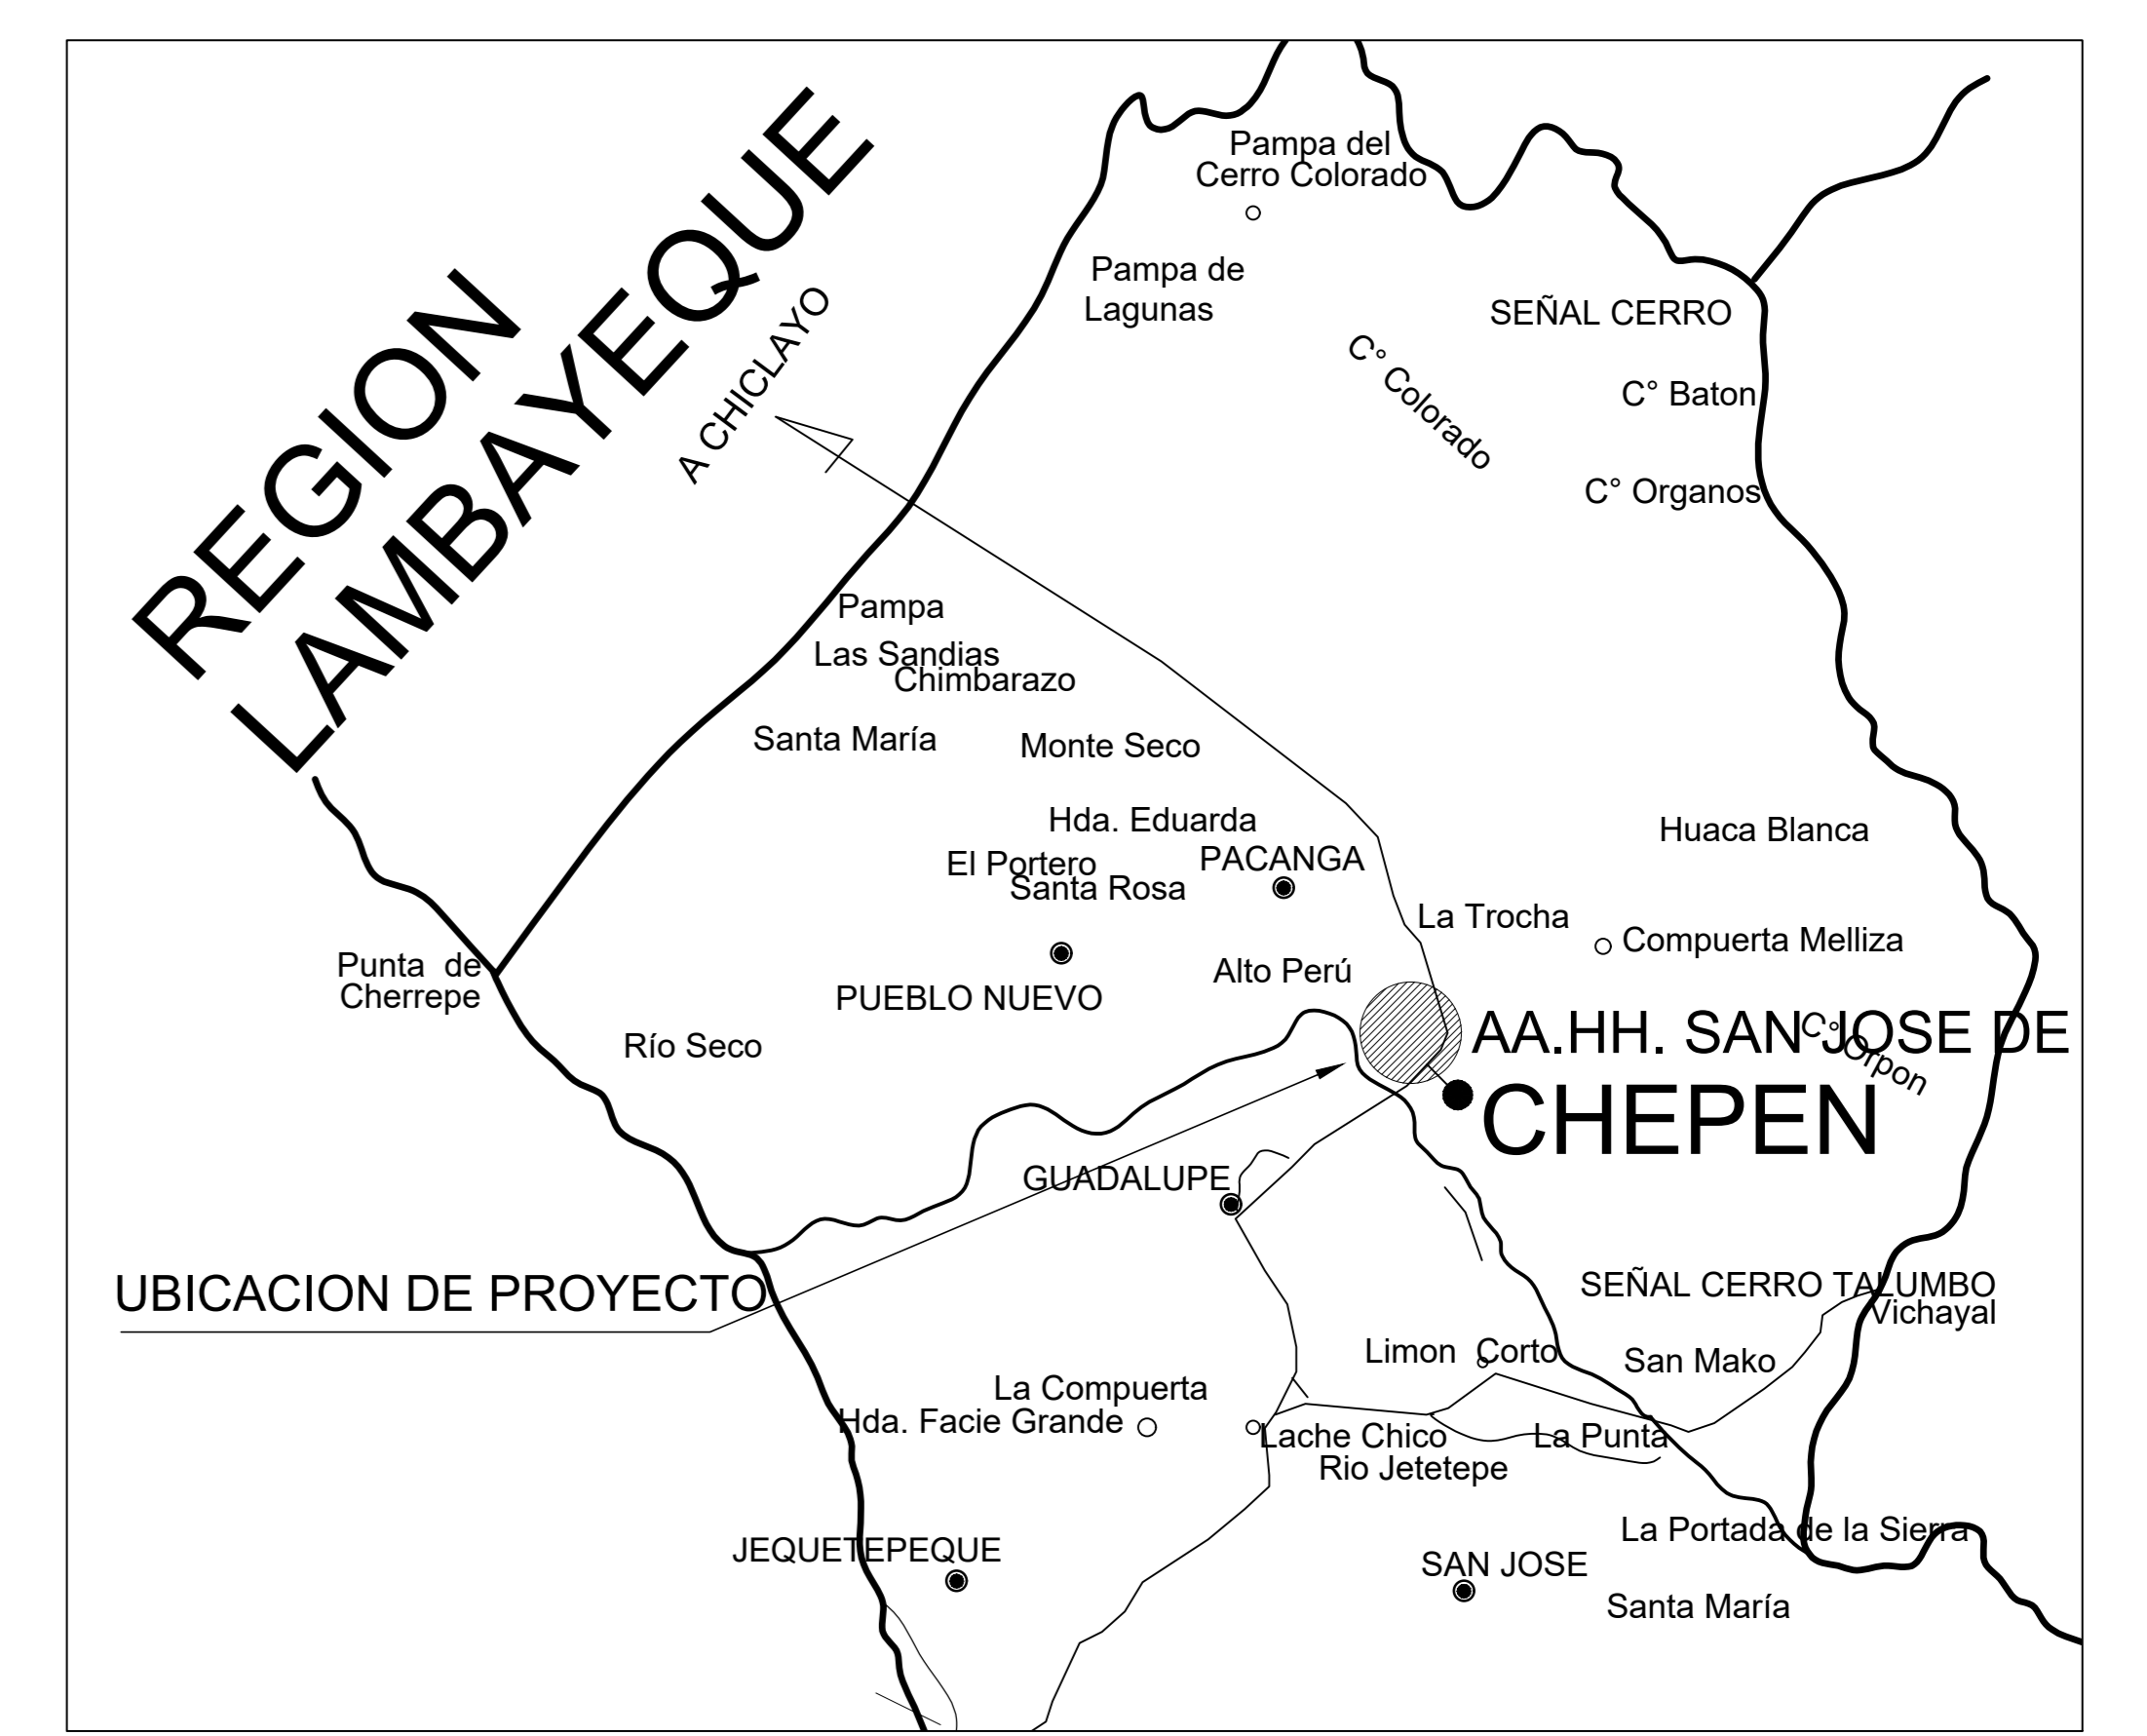 REGION
LAMBAYEQUE
A CHICLAYO
Pampa del
Cerro Colorado
Pampa de
Lagunas
SEÑAL CERRO
C° Colorado
C° Baton
C° Organos
Pampa
Las Sandias
Chimbarazo
Santa María
Monte Seco
Hda. Eduarda
Huaca Blanca
El Portero
PACANGA
Santa Rosa
La Trocha
Compuerta Melliza
Punta de
Cherrepe
Alto Perú
PUEBLO NUEVO
Río Seco
AA.HH. SAN JOSE DE
C° Orpon
CHEPEN
GUADALUPE
UBICACION DE PROYECTO
SEÑAL CERRO TALUMBO
Vichayal
Limon Corto
San Mako
La Compuerta
Hda. Facie Grande
Lache Chico
La Punta
Rio Jetetepe
La Portada de la Sierra
JEQUETEPEQUE
SAN JOSE
Santa María